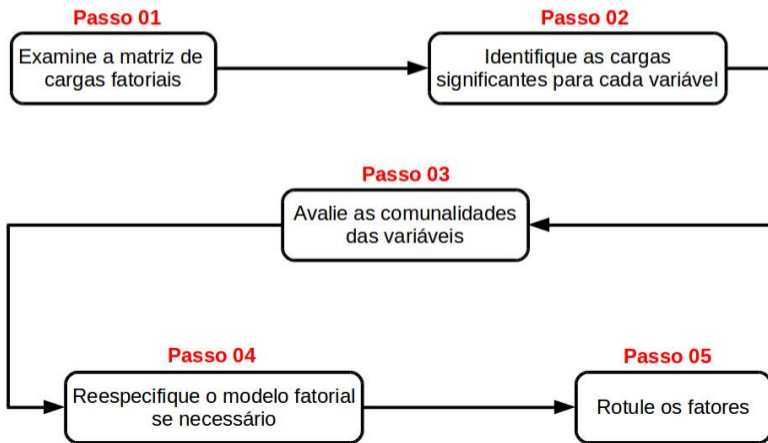 Passo 01
Examine a matriz de
cargas fatoriais
Passo 02
Identifique as cargas
significantes para cada variável
Passo 03
Avalie as comunalidades
das variáveis
Passo 04
Reespecifique o modelo fatorial
se necessário
Passo 05
Rotule os fatores